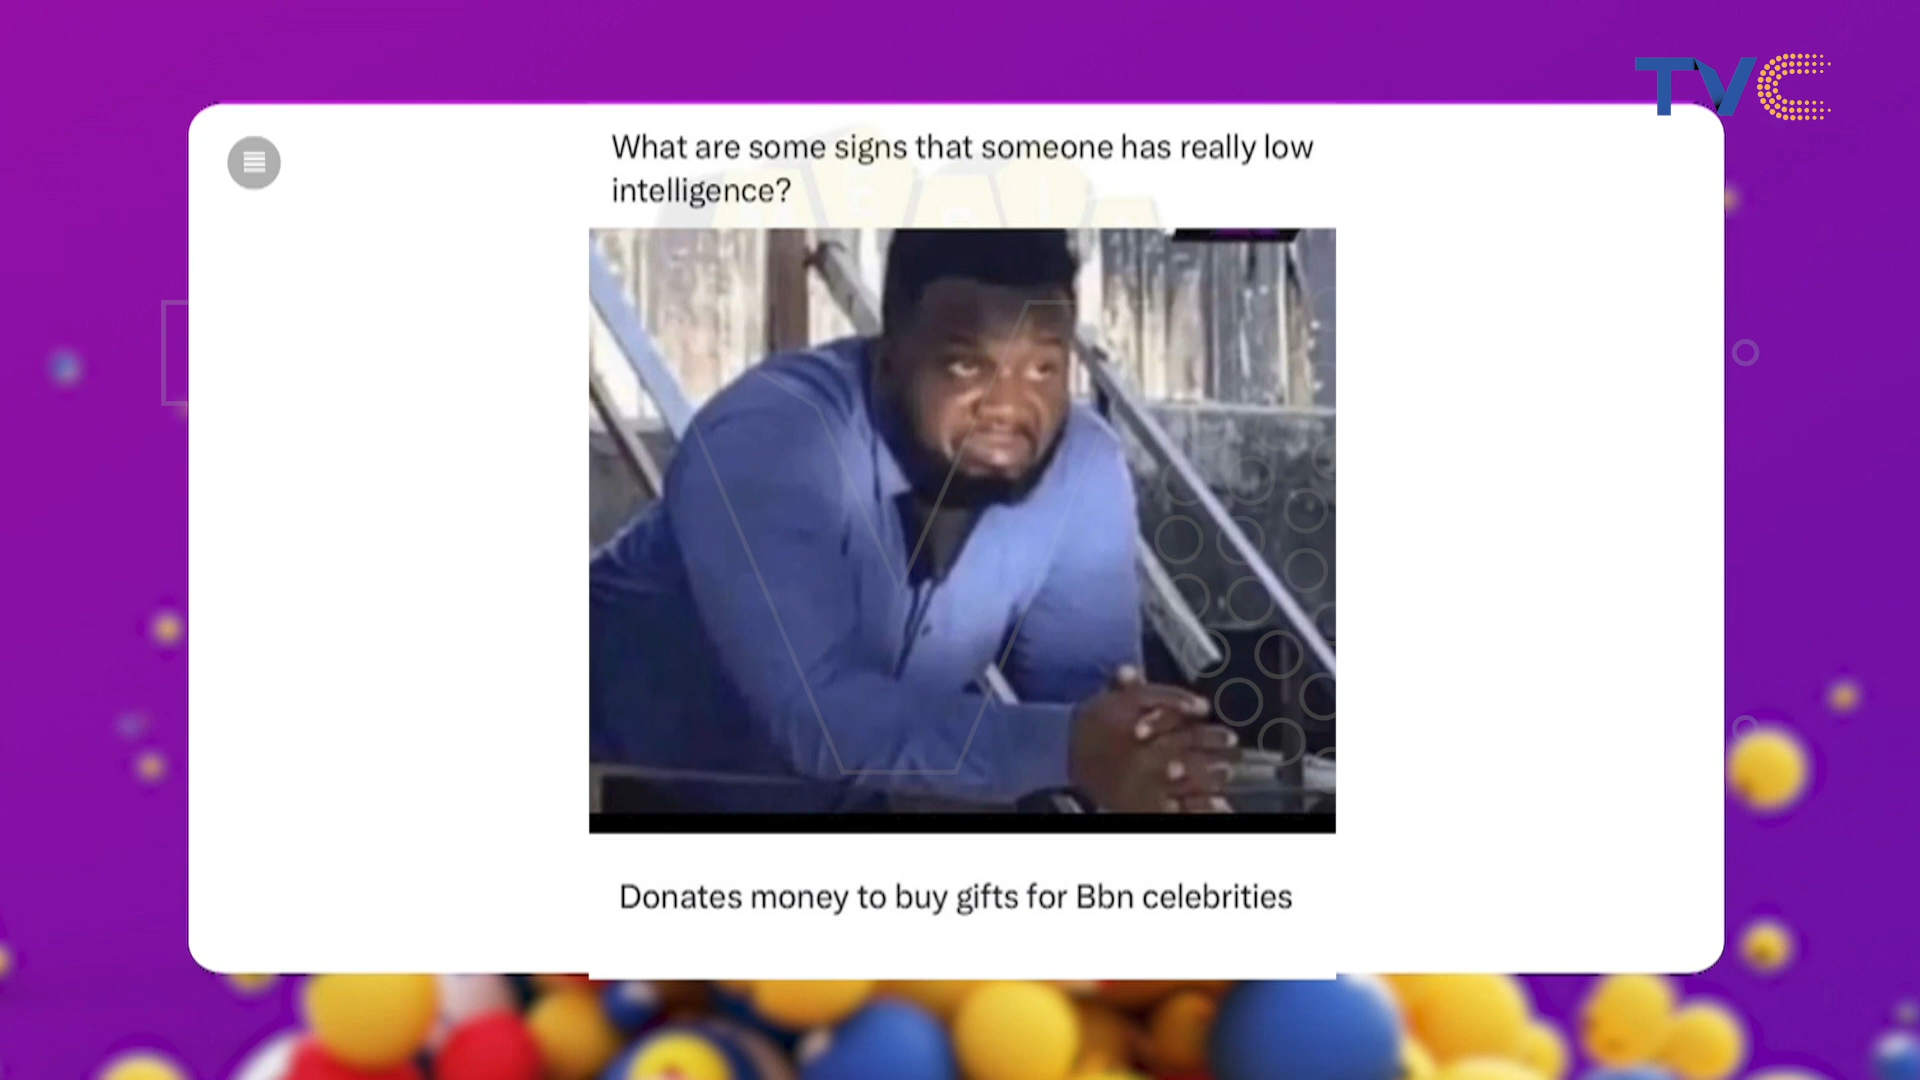 TVC
What are some signs that someone has really low
intelligence?
Donates money to buy gifts for Bbn celebrities